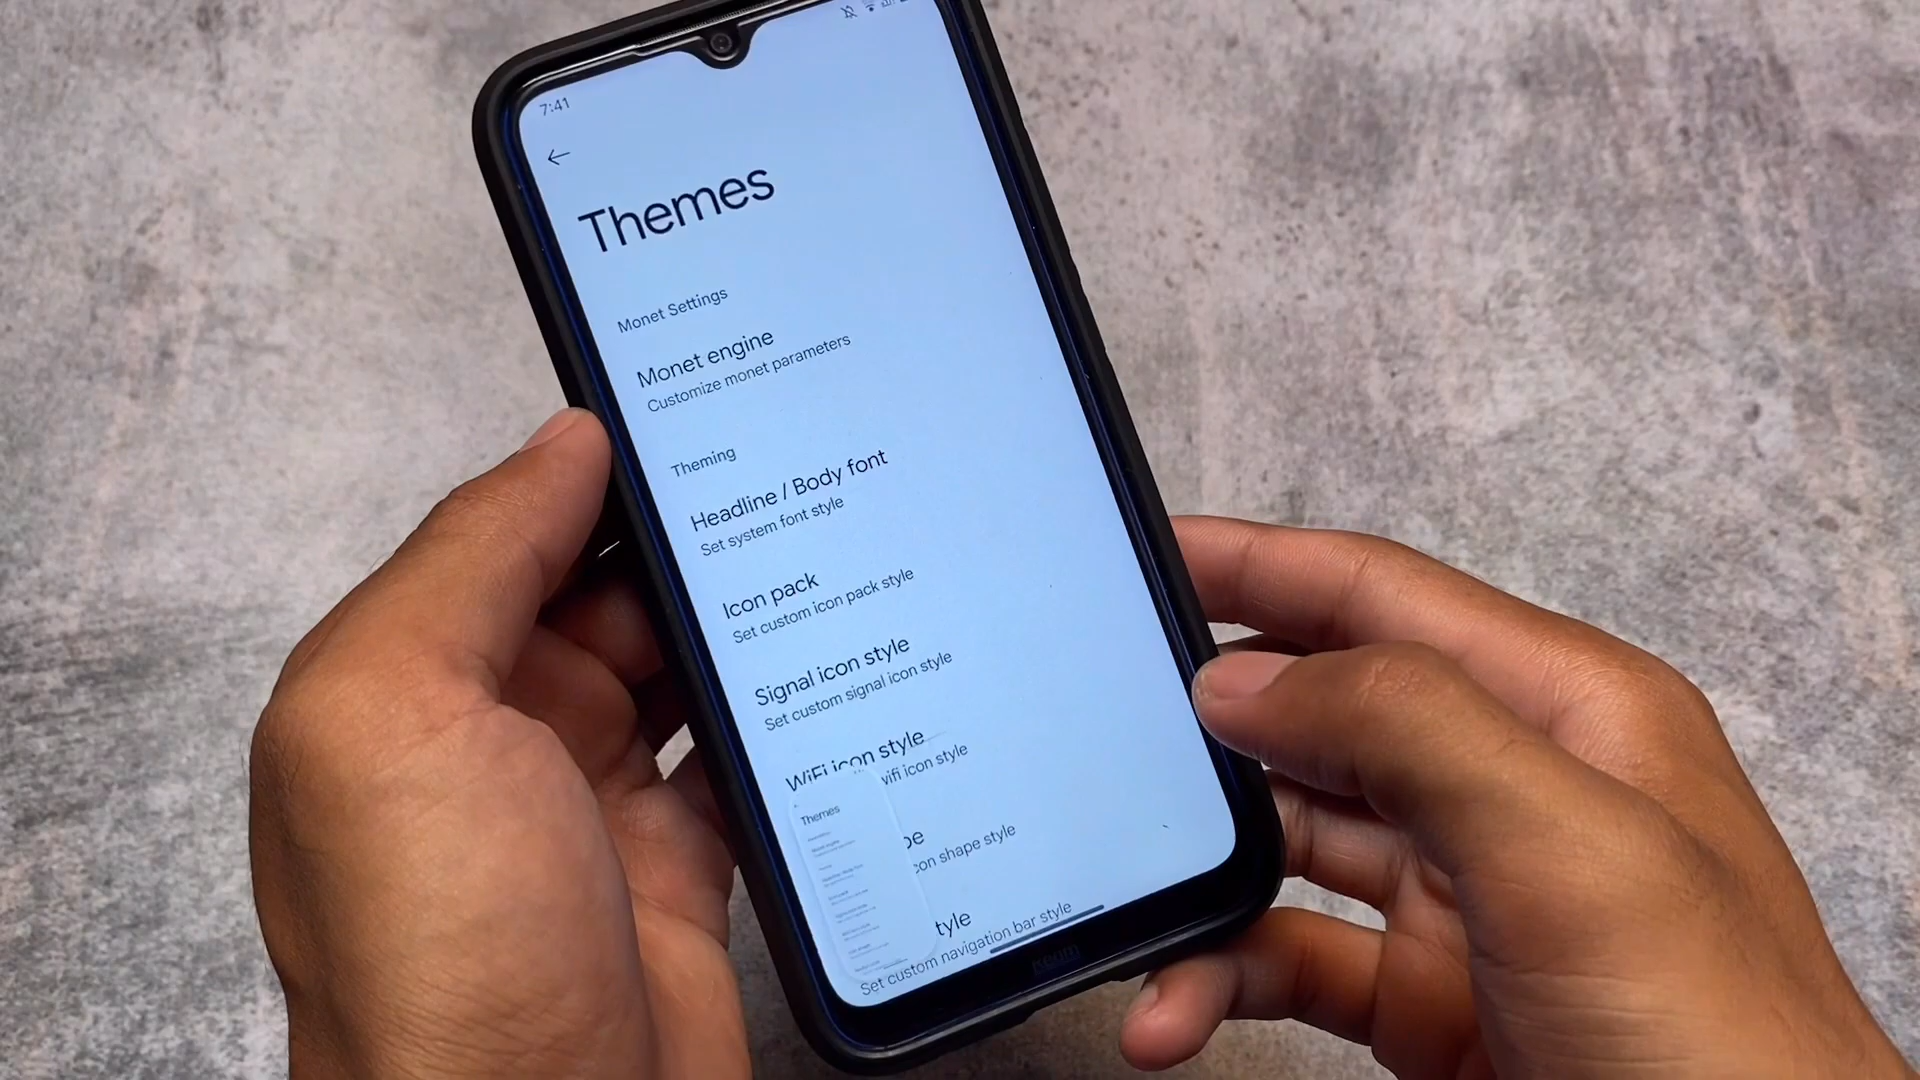 7:41
Themes
Monet Settings
Monet engine
Customize monet parameters
Theming
Headline / Body font
Set system font style
Icon pack
Set custom icon pack style
Signal icon style
Set custom signal icon style
WiFi icon style
wifi icon style
Themes
pe
icon shape style
tyle
Set custom navigation bar style